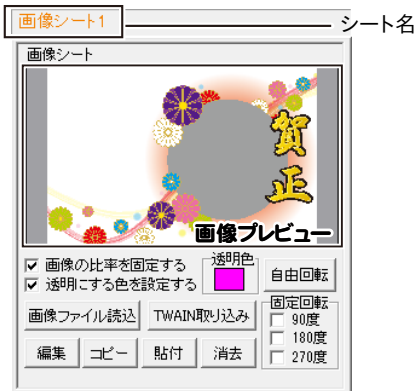 画像シート1
シート名
画像シート
賀正
画像プレビュー
画像の比率を固定する
透明にする色を設定する
透明色
自由回転
画像ファイル読込
TWAIN取り込み
固定回転
90度
180度
270度
編集
コピー
貼付
消去